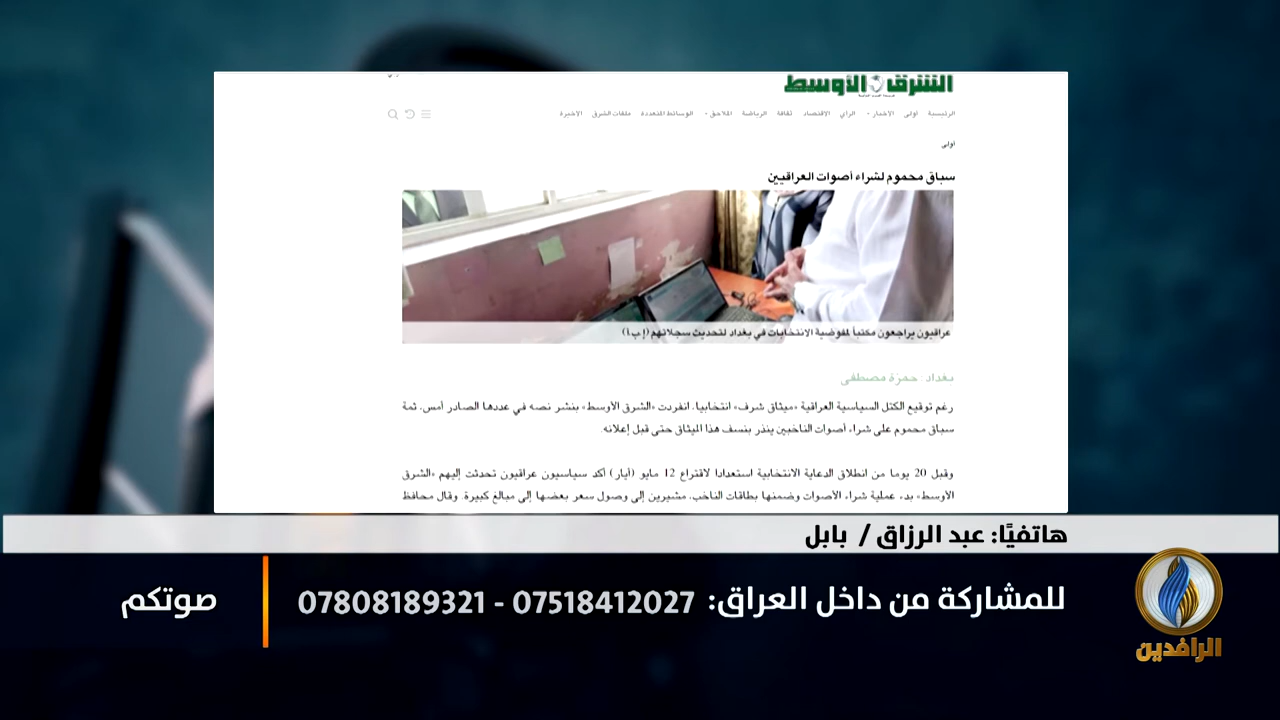 الشرق الأوسط
الرئيسية أولى الأخبار الرأي الاقتصاد ثقافة الرياضة الملاحق الوسائط المتعددة ملفات الشرق الأخيرة
أولى
سباق محموم لشراء أصوات العراقيين
عراقيون يراجعون مكتباً لمفوضية الانتخابات في بغداد لتحديث سجلاتهم (إ.ب.أ)
بغداد: حمزة مصطفى
رغم توقيع الكتل السياسية العراقية «ميثاق شرف» انتخابيا، انفردت «الشرق الأوسط» بنشر نصه في عددها الصادر أمس، ثمة
سباق محموم على شراء أصوات الناخبين ينذر بنسف هذا الميثاق حتى قبل إعلانه.
وقبل 20 يوما من انطلاق الدعاية الانتخابية استعدادا لاقتراع 12 مايو (أيار) أكد سياسيون عراقيون تحدثت إليهم «الشرق
الأوسط» بدء عملية شراء الأصوات وضمنها بطاقات الناخب، مشيرين إلى وصول سعر بعضها إلى مبالغ كبيرة. وقال محافظ
هاتفيًا: عبد الرزاق / بابل
للمشاركة من داخل العراق: 07518412027 - 07808189321
صوتكم
الرافدين